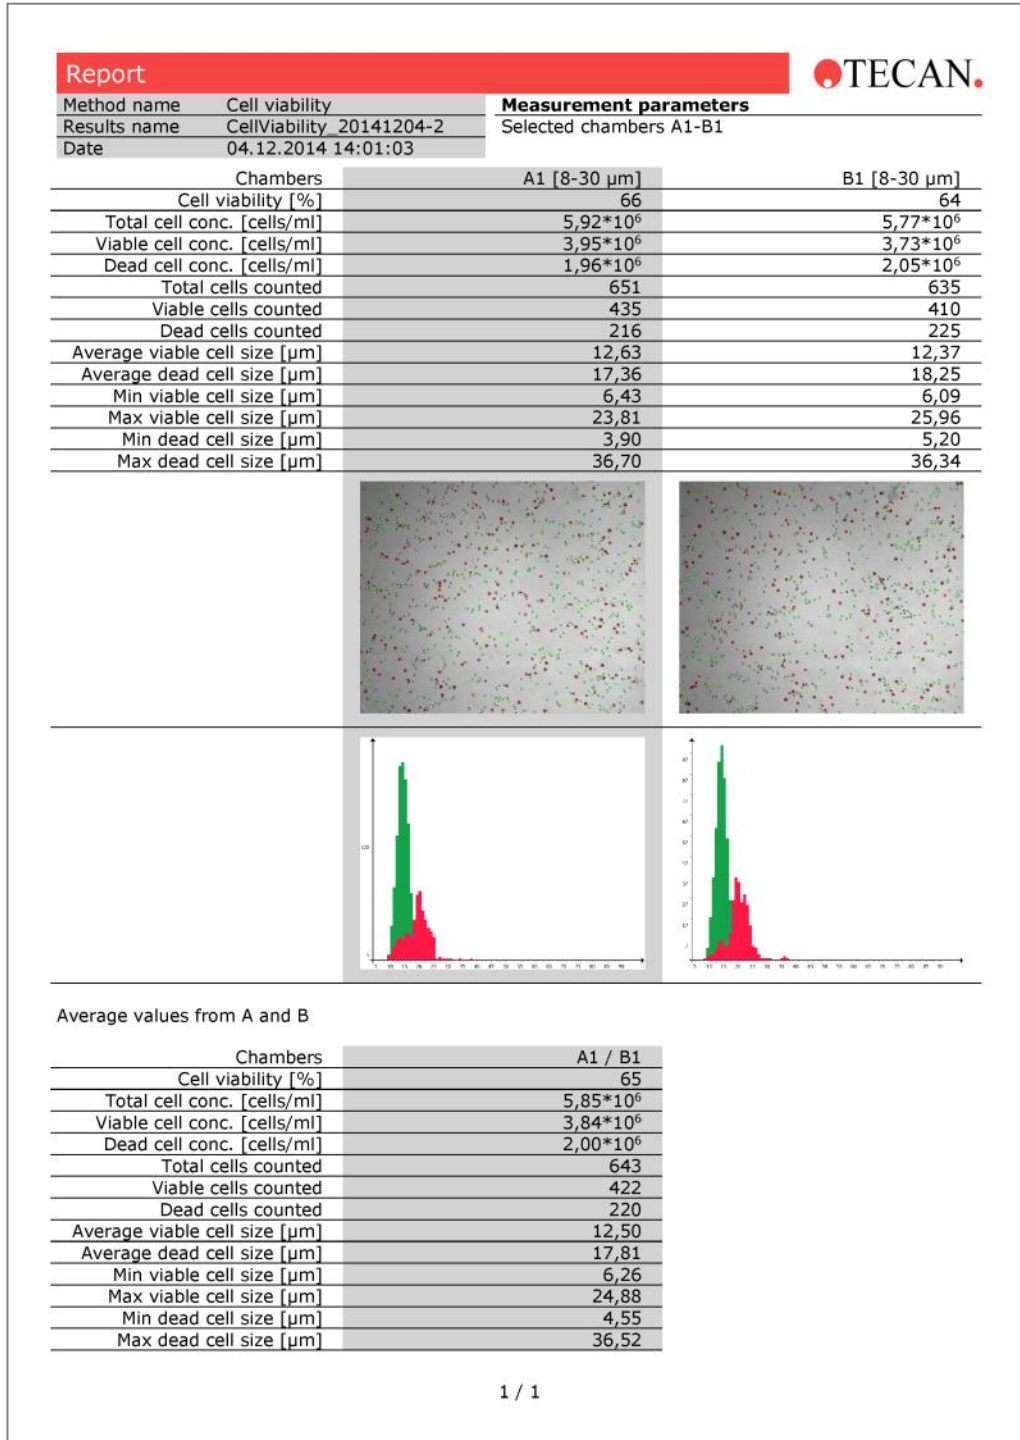 Report
TECAN.
Method name Cell viability
Measurement parameters
Results name CellViability_20141204-2
Selected chambers A1-B1
Date 04.12.2014 14:01:03
Chambers A1 [8-30 µm] B1 [8-30 µm]
Cell viability [%] 66 64
Total cell conc. [cells/ml] 5,92*10⁶ 5,77*10⁶
Viable cell conc. [cells/ml] 3,95*10⁶ 3,73*10⁶
Dead cell conc. [cells/ml] 1,96*10⁶ 2,05*10⁶
Total cells counted 651 635
Viable cells counted 435 410
Dead cells counted 216 225
Average viable cell size [µm] 12,63 12,37
Average dead cell size [µm] 17,36 18,25
Min viable cell size [µm] 6,43 6,09
Max viable cell size [µm] 23,81 25,96
Min dead cell size [µm] 3,90 5,20
Max dead cell size [µm] 36,70 36,34
Average values from A and B
Chambers A1 / B1
Cell viability [%] 65
Total cell conc. [cells/ml] 5,85*10⁶
Viable cell conc. [cells/ml] 3,84*10⁶
Dead cell conc. [cells/ml] 2,00*10⁶
Total cells counted 643
Viable cells counted 422
Dead cells counted 220
Average viable cell size [µm] 12,50
Average dead cell size [µm] 17,81
Min viable cell size [µm] 6,26
Max viable cell size [µm] 24,88
Min dead cell size [µm] 4,55
Max dead cell size [µm] 36,52
1 / 1